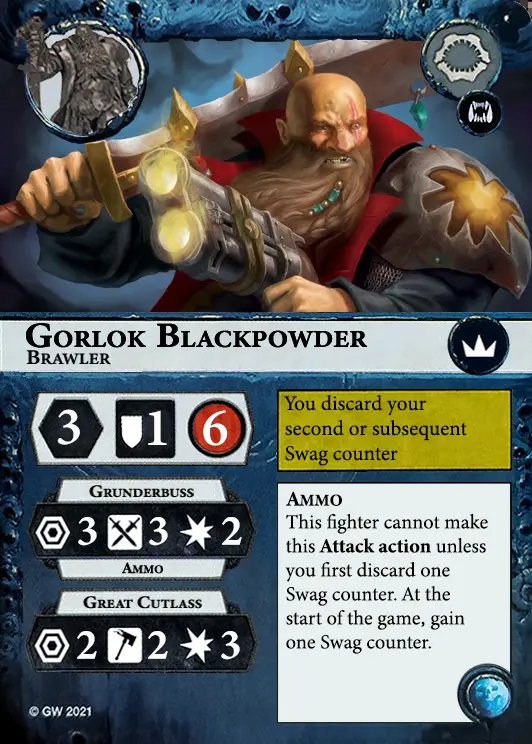 Gorlok Blackpowder
Brawler
3 1 6
You discard your
second or subsequent
Swag counter
Grunderbuss
3 3 2
Ammo
Great Cutlass
2 2 3
Ammo
This fighter cannot make
this Attack action unless
you first discard one
Swag counter. At the
start of the game, gain
one Swag counter.
© GW 2021